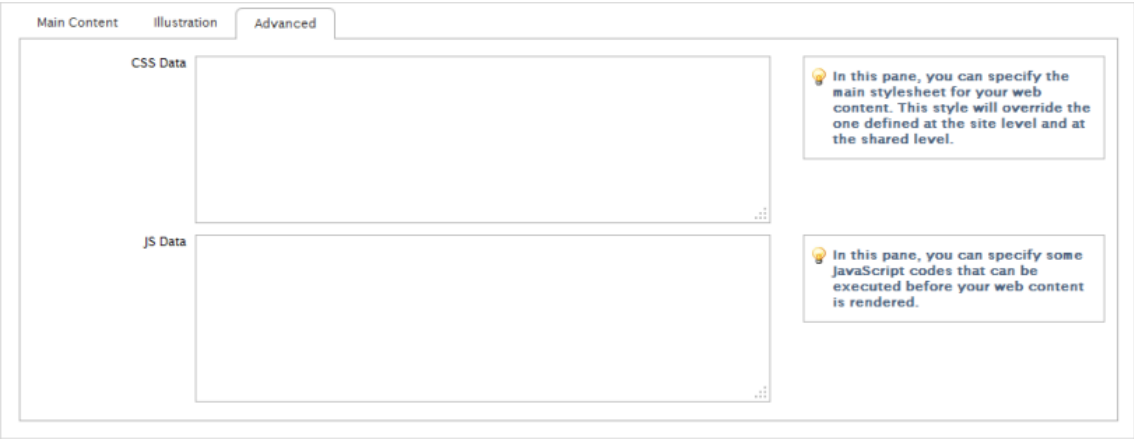 Main Content Illustration Advanced
CSS Data
In this pane, you can specify the
main stylesheet for your web
content. This style will override the
one defined at the site level and at
the shared level.
JS Data
In this pane, you can specify some
JavaScript codes that can be
executed before your web content
is rendered.